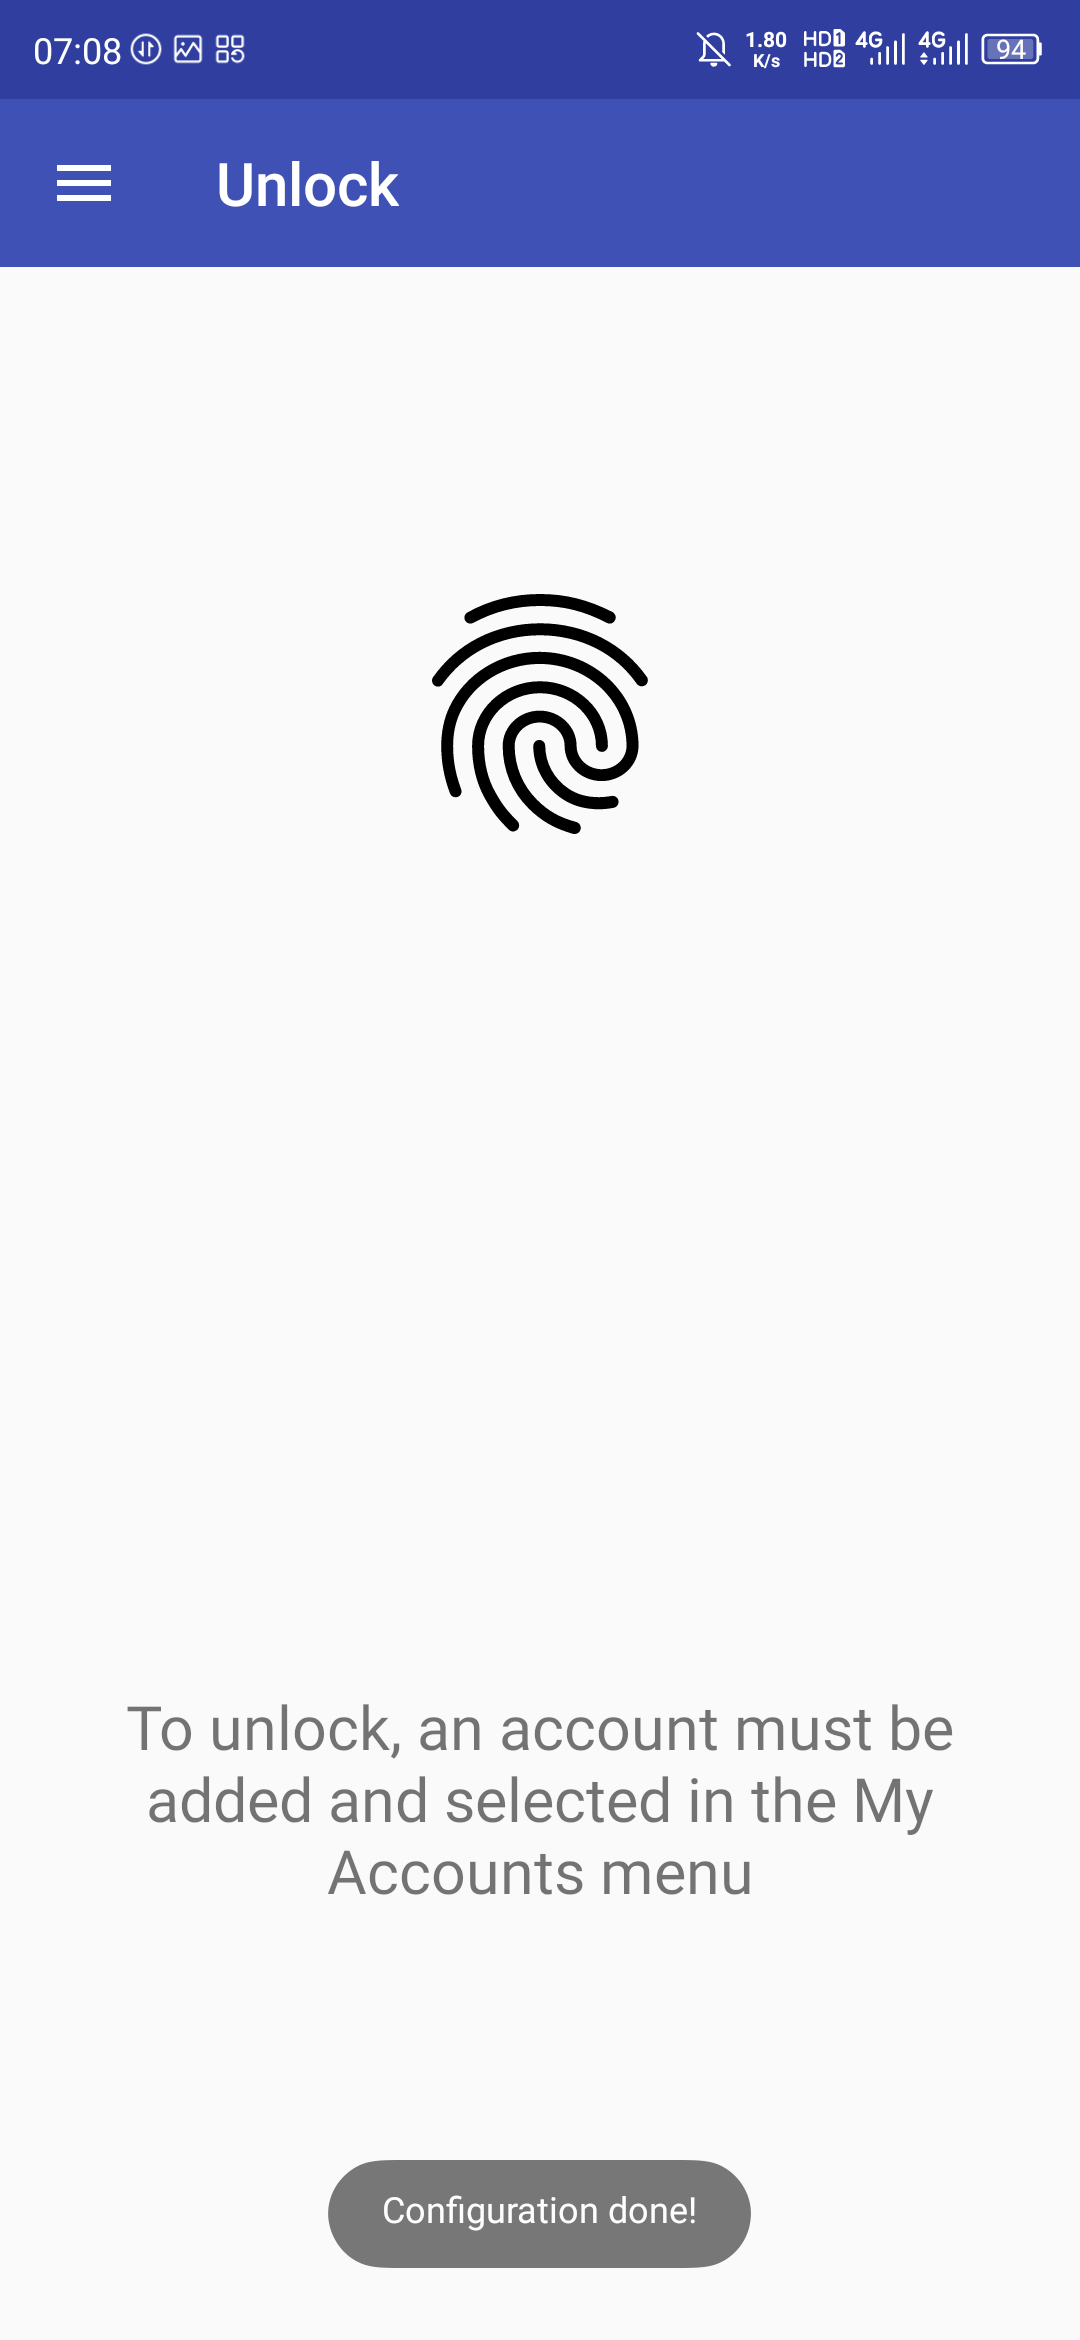 07:08
1.80 K/s HD1 HD2 4G 4G 94
Unlock
To unlock, an account must be
added and selected in the My
Accounts menu
Configuration done!